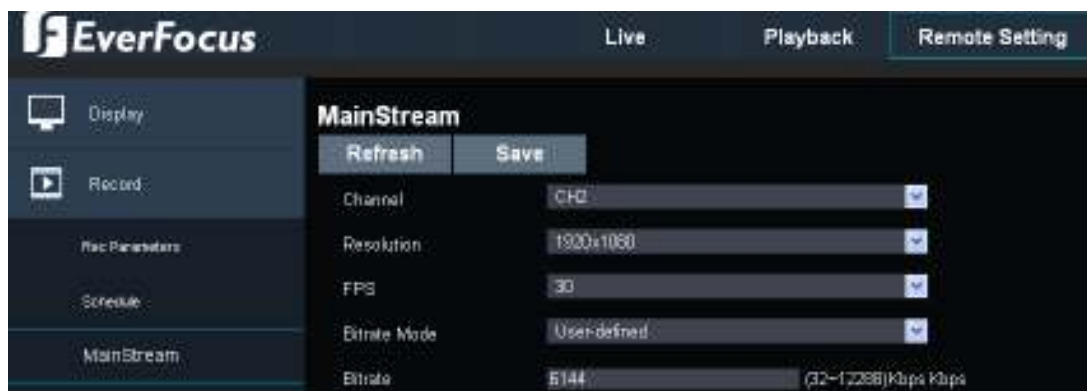 EverFocus Live Playback Remote Setting
Display
MainStream
Refresh Save
Record
Channel CH2
Rec Parameters
Resolution 1920x1080
Schedule
FPS 30
MainStream
Bitrate Mode User-defined
Bitrate 6144 (32~12288)Kbps Kbps